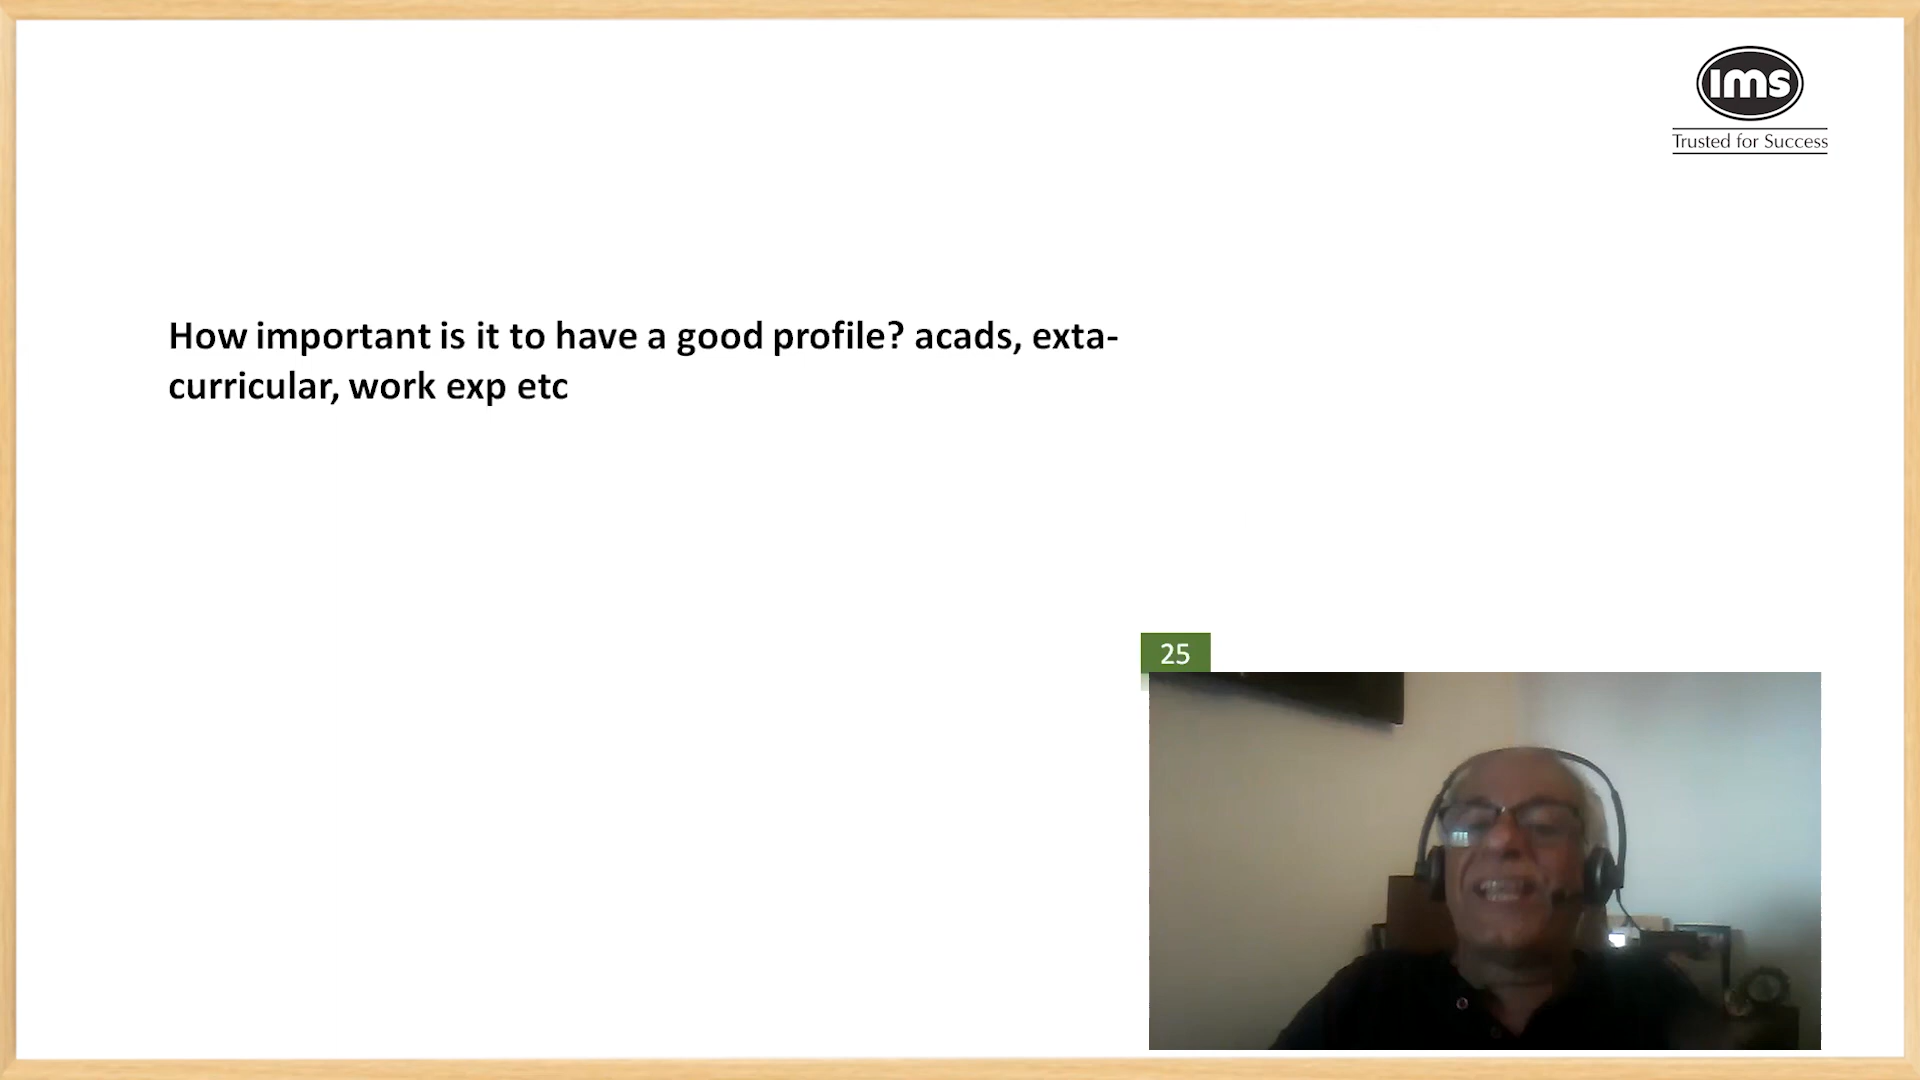 ims
Trusted for Success
How important is it to have a good profile? acads, exta-
curricular, work exp etc
25